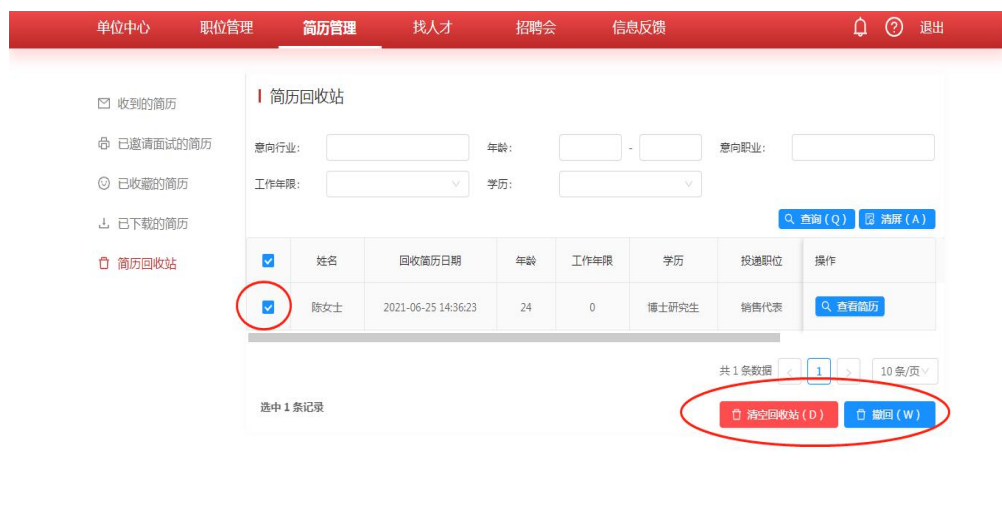 单位中心 职位管理 简历管理 找人才 招聘会 信息反馈 退出
收到的简历
已邀请面试的简历
已收藏的简历
已下载的简历
简历回收站
简历回收站
意向行业: 年龄: - 意向职业:
工作年限: 学历:
查询(Q) 清屏(A)
姓名 回收简历日期 年龄 工作年限 学历 投递职位 操作
陈女士 2021-06-25 14:36:23 24 0 博士研究生 销售代表 查看简历
共 1 条数据 < 1 > 10 条/页
选中 1 条记录 清空回收站(D) 撤回(W)